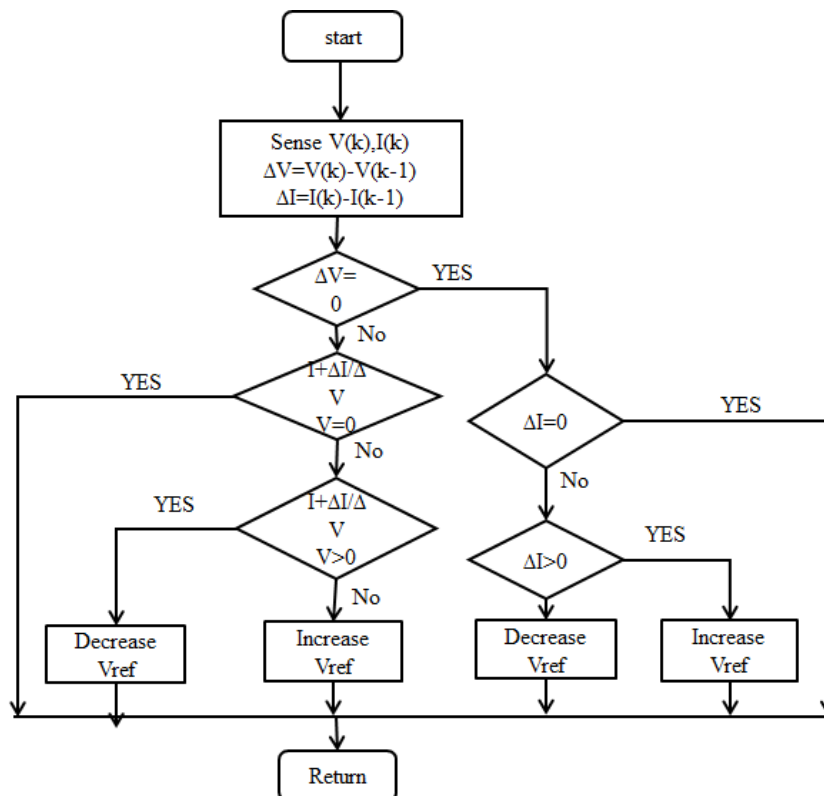 start
Sense V(k),I(k)
ΔV=V(k)-V(k-1)
ΔI=I(k)-I(k-1)
ΔV=
0
YES
No
I+ΔI/Δ
V
V=0
YES
ΔI=0
YES
No
No
I+ΔI/Δ
V
V>0
YES
ΔI>0
YES
No
Decrease
Vref
Increase
Vref
Decrease
Vref
Increase
Vref
Return